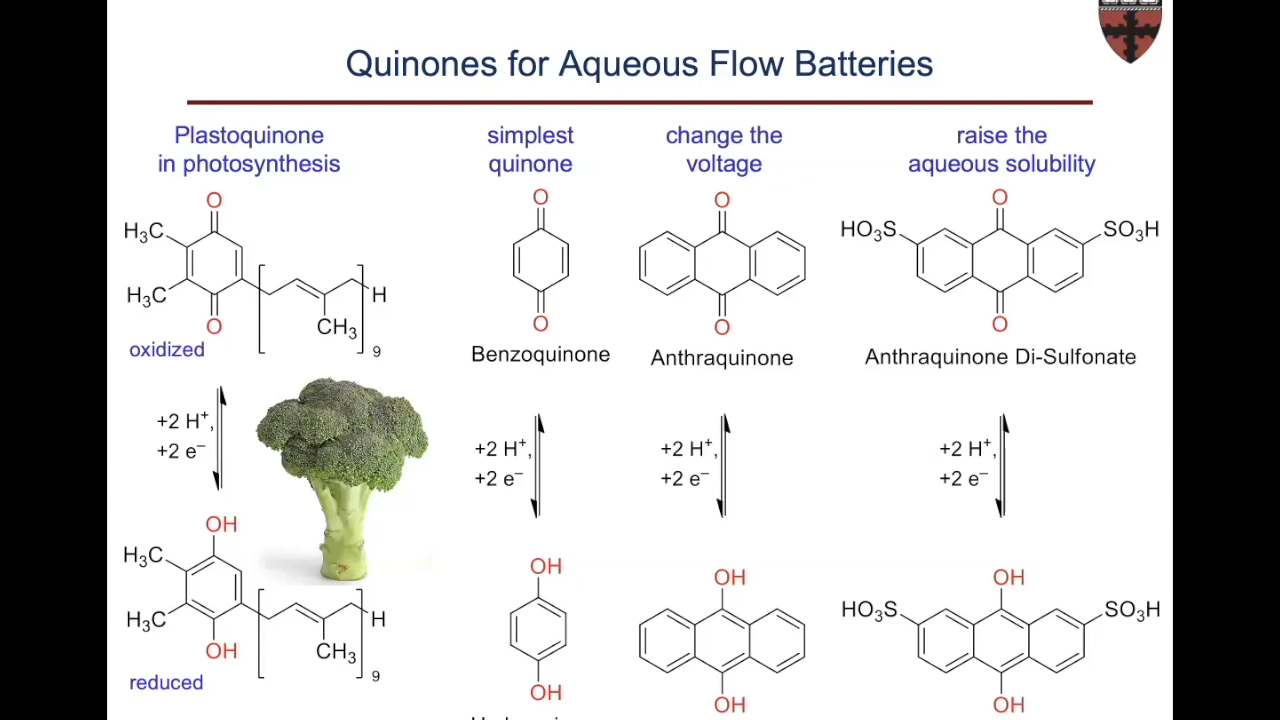 Quinones for Aqueous Flow Batteries
Plastoquinone
in photosynthesis
simplest
quinone
change the
voltage
raise the
aqueous solubility
O
H₃C
H₃C
O
H
CH₃
9
oxidized
O
O
Benzoquinone
O
O
Anthraquinone
O
HO₃S
SO₃H
O
Anthraquinone Di-Sulfonate
+2 H⁺,
+2 e⁻
+2 H⁺,
+2 e⁻
+2 H⁺,
+2 e⁻
+2 H⁺,
+2 e⁻
OH
H₃C
H₃C
OH
H
CH₃
9
reduced
OH
OH
OH
OH
OH
HO₃S
SO₃H
OH